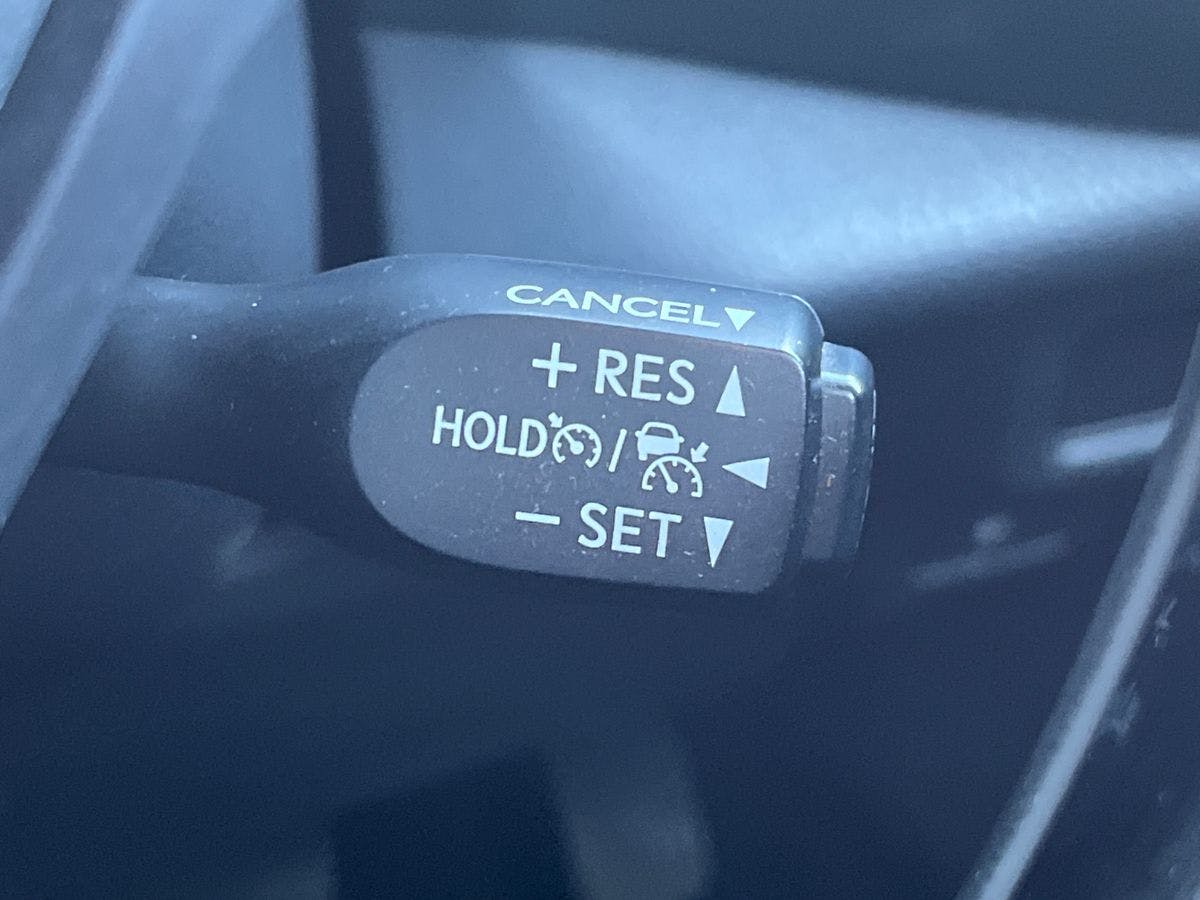 CANCEL▼
+ RES ▲
HOLD / ◀
− SET ▼